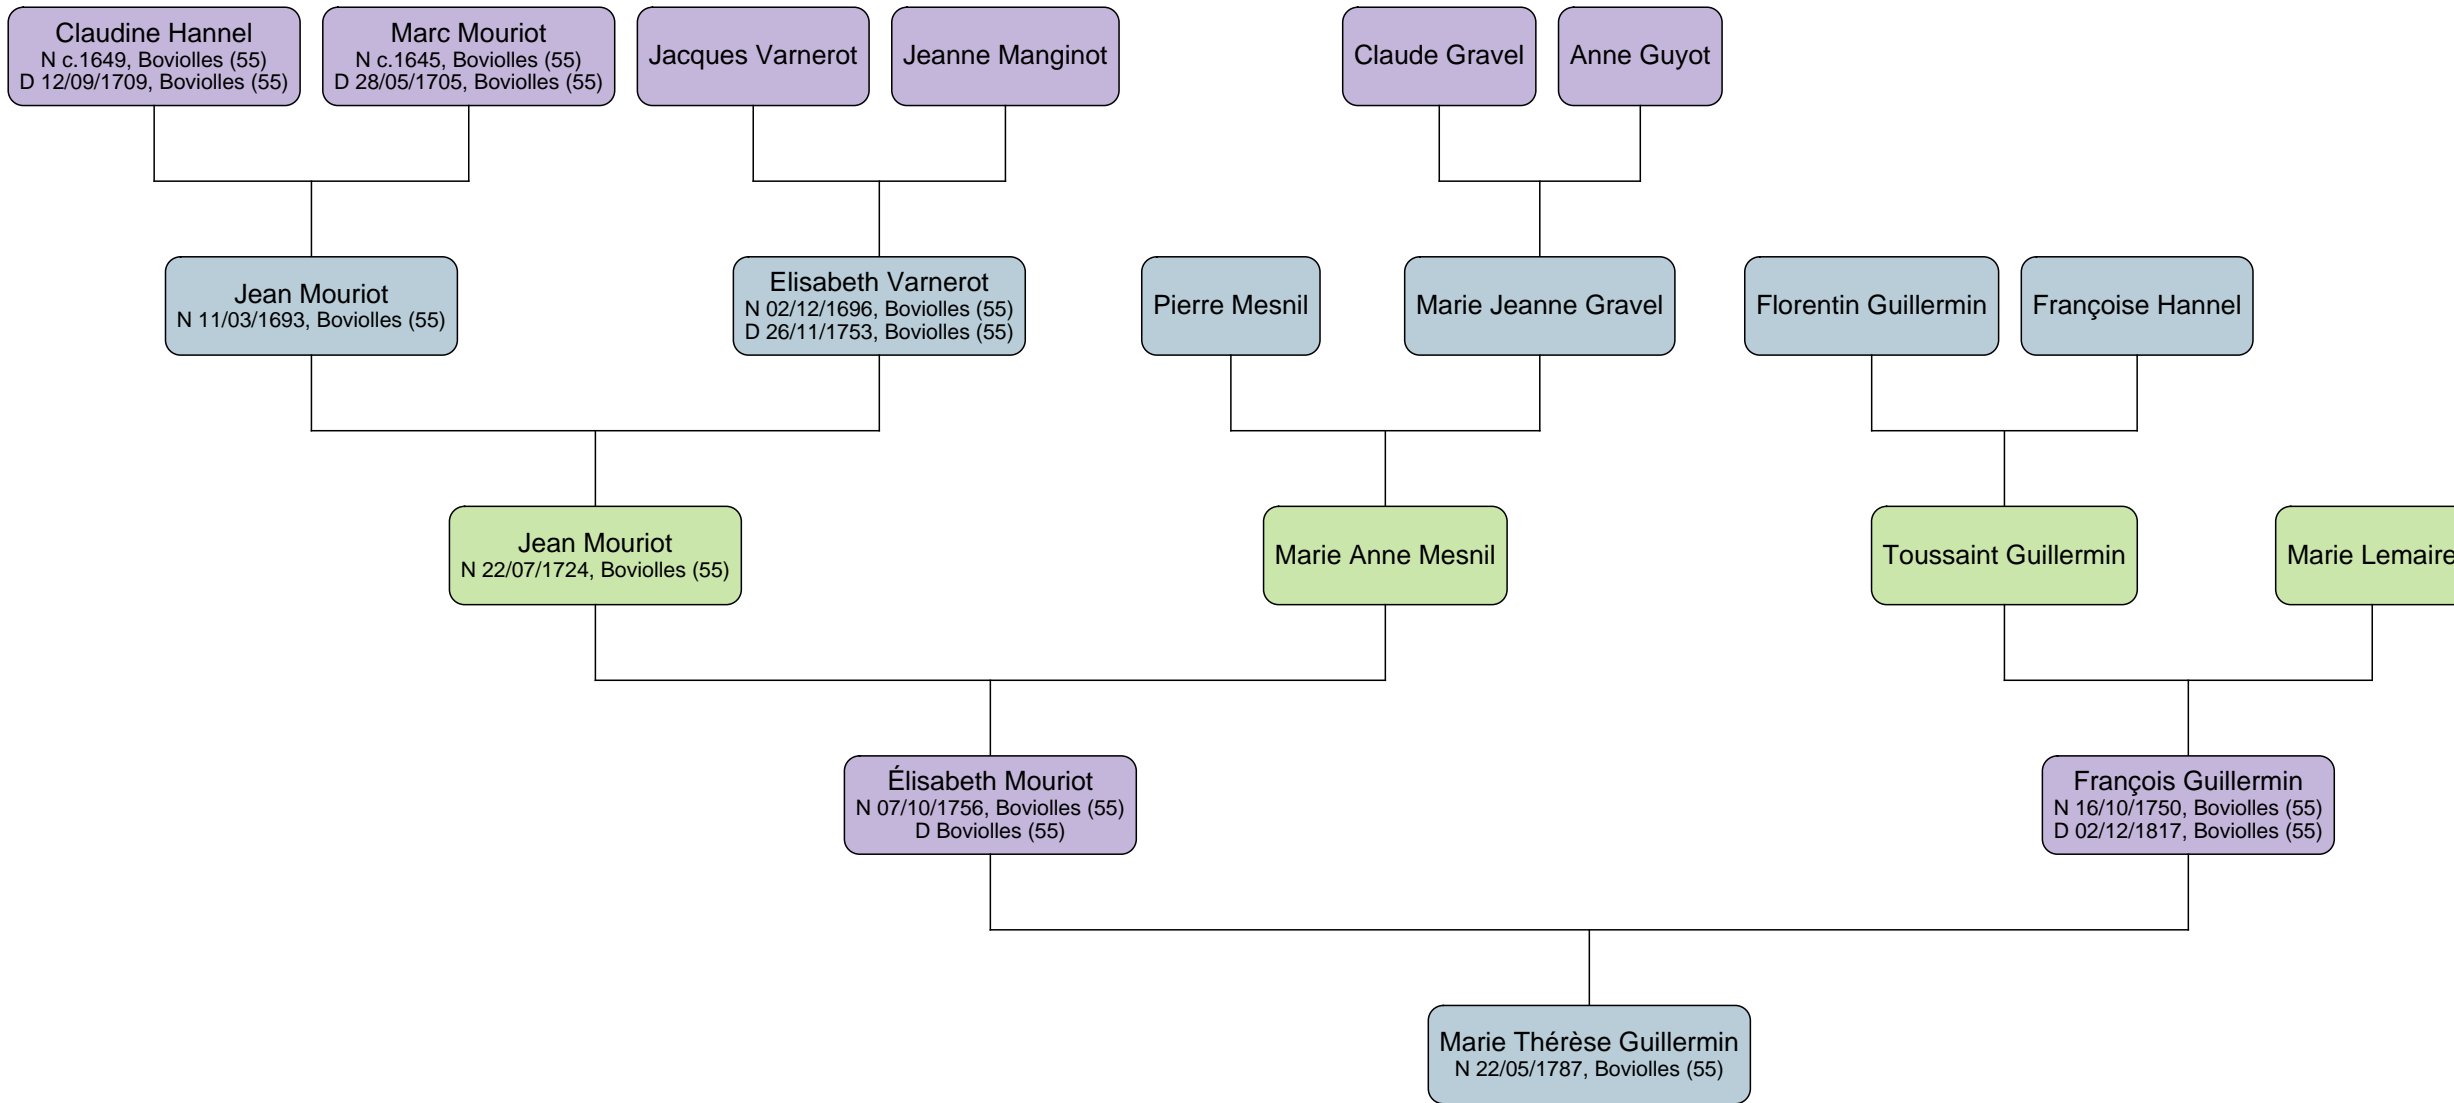 Claudine Hannel
N c.1649, Boviolles (55)
D 12/09/1709, Boviolles (55)
Marc Mouriot
N c.1645, Boviolles (55)
D 28/05/1705, Boviolles (55)
Jacques Varnerot
Jeanne Manginot
Claude Gravel
Anne Guyot
Jean Mouriot
N 11/03/1693, Boviolles (55)
Elisabeth Varnerot
N 02/12/1696, Boviolles (55)
D 26/11/1753, Boviolles (55)
Pierre Mesnil
Marie Jeanne Gravel
Florentin Guillermin
Françoise Hannel
Jean Mouriot
N 22/07/1724, Boviolles (55)
Marie Anne Mesnil
Toussaint Guillermin
Marie Lemaire
Élisabeth Mouriot
N 07/10/1756, Boviolles (55)
D Boviolles (55)
François Guillermin
N 16/10/1750, Boviolles (55)
D 02/12/1817, Boviolles (55)
Marie Thérèse Guillermin
N 22/05/1787, Boviolles (55)